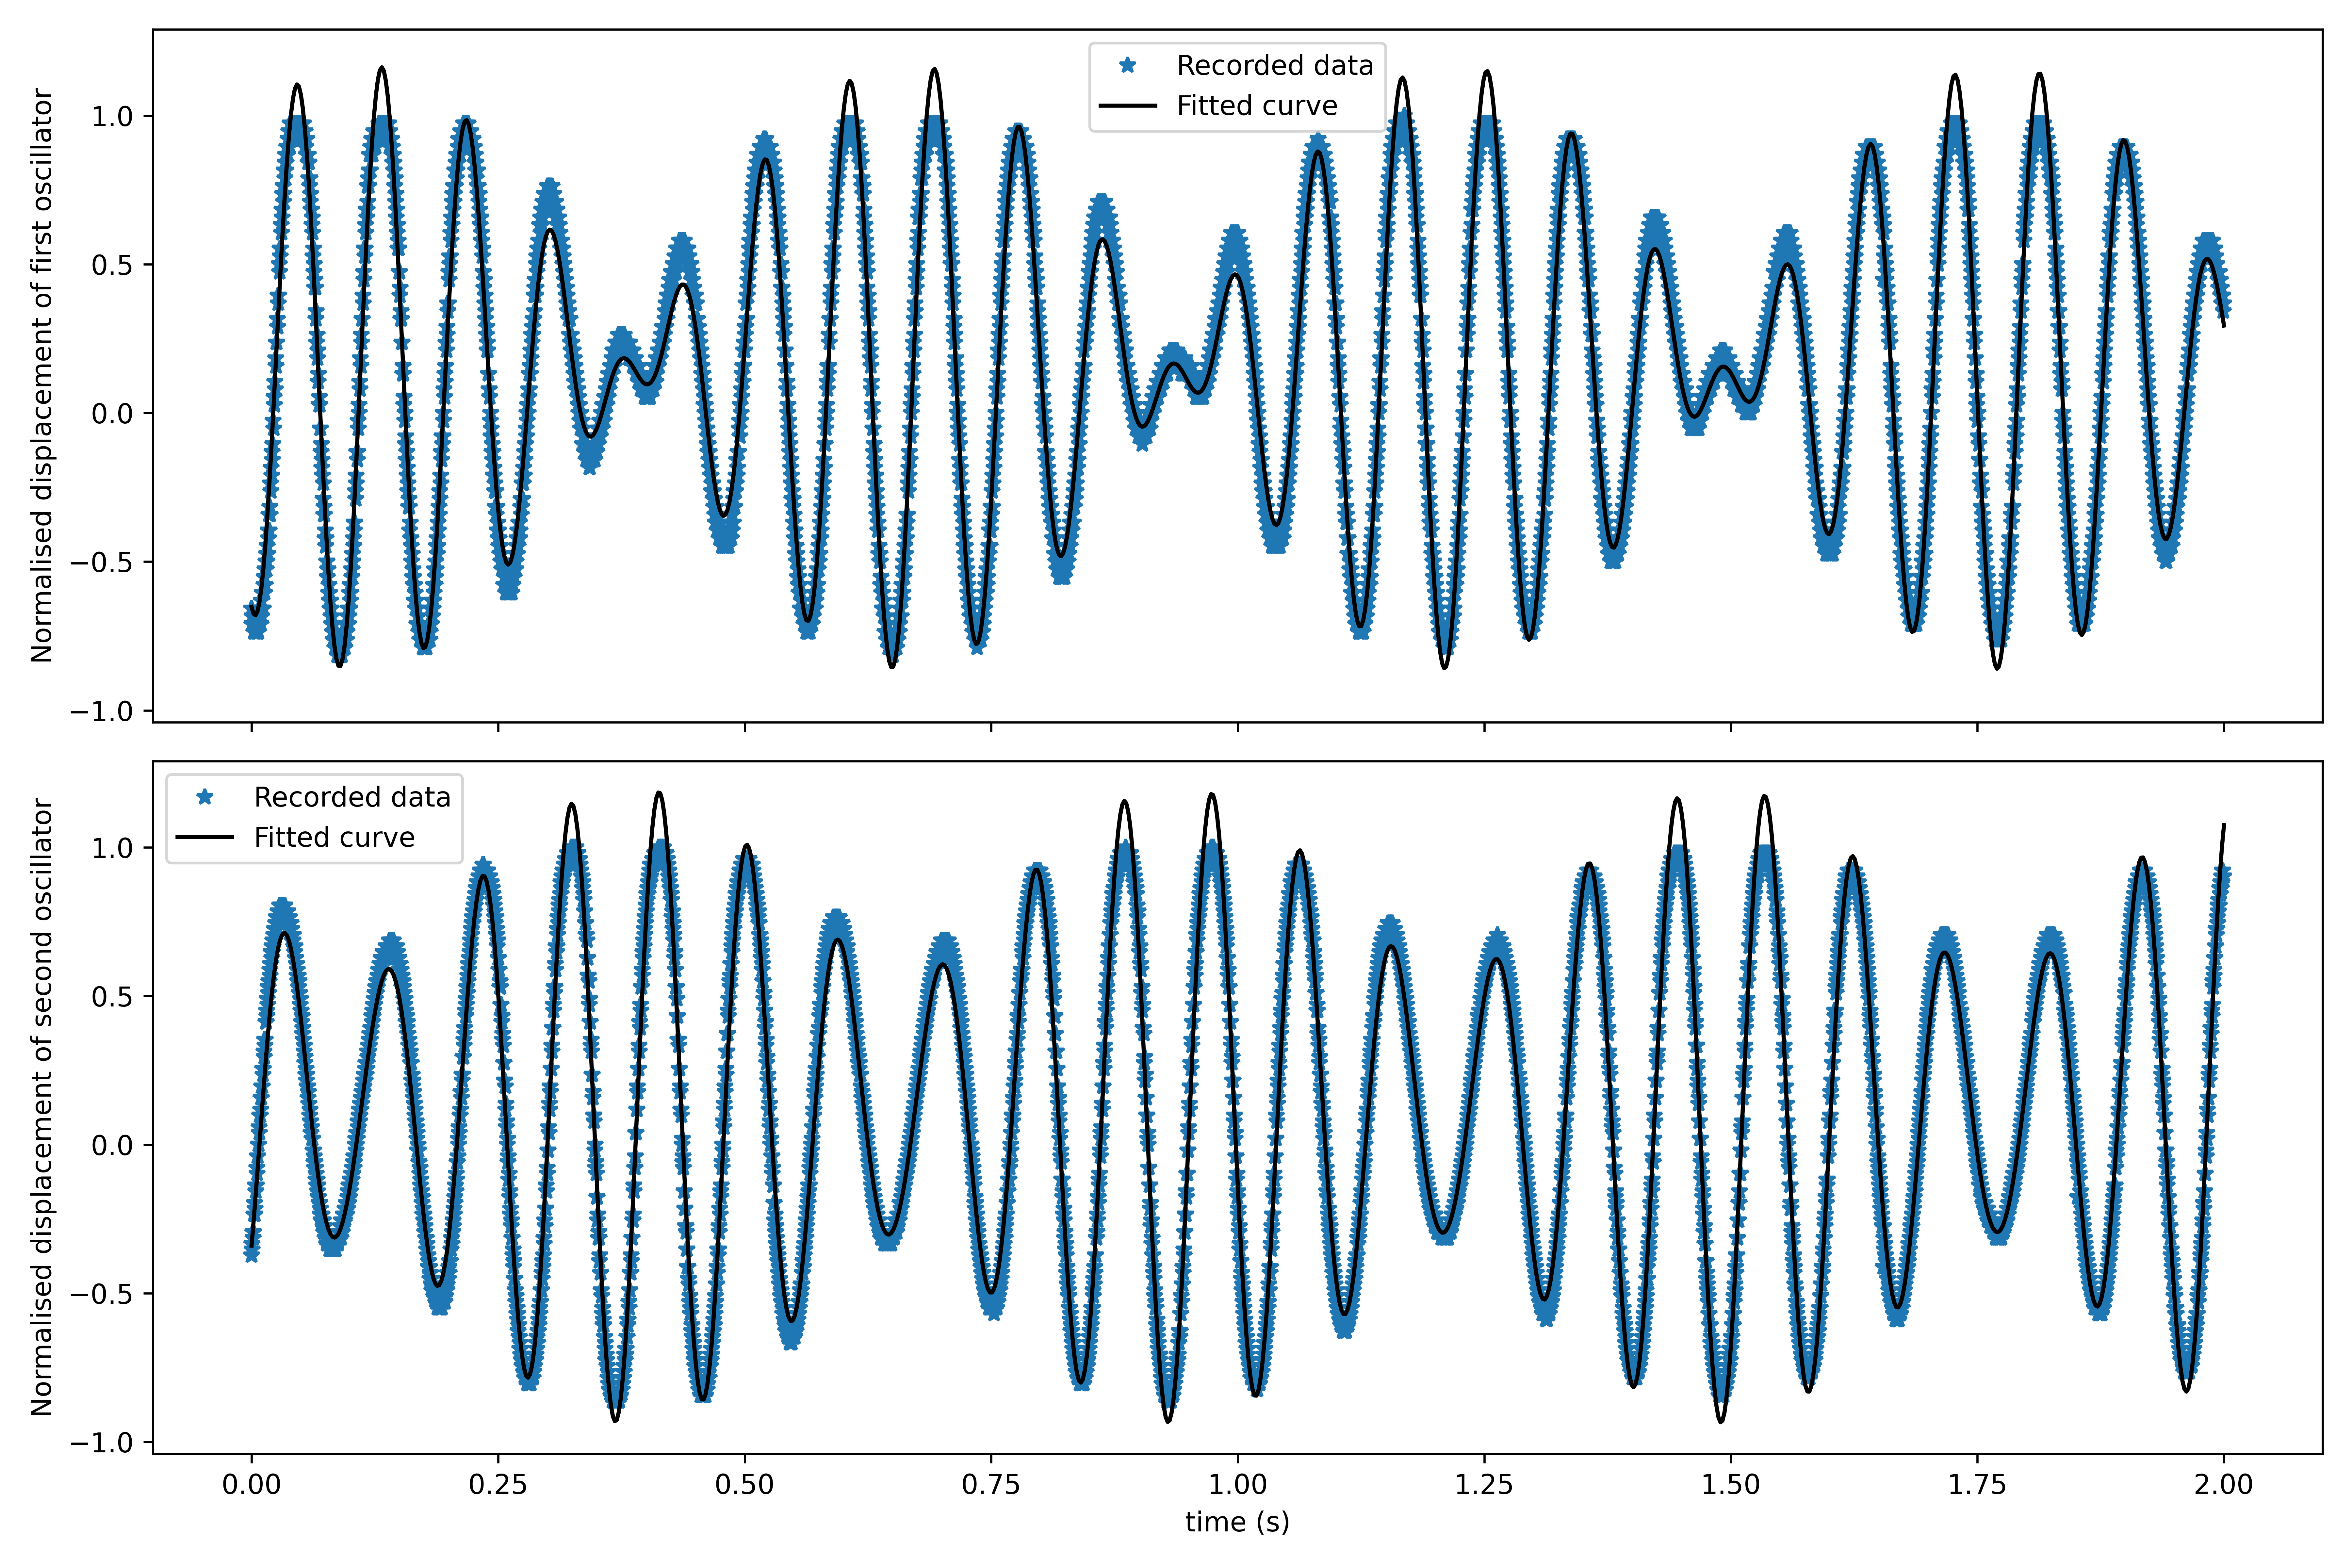 Normalised displacement of first oscillator
1.0
0.5
0.0
−0.5
−1.0
Recorded data
Fitted curve
Normalised displacement of second oscillator
1.0
0.5
0.0
−0.5
−1.0
Recorded data
Fitted curve
0.00 0.25 0.50 0.75 1.00 1.25 1.50 1.75 2.00
time (s)